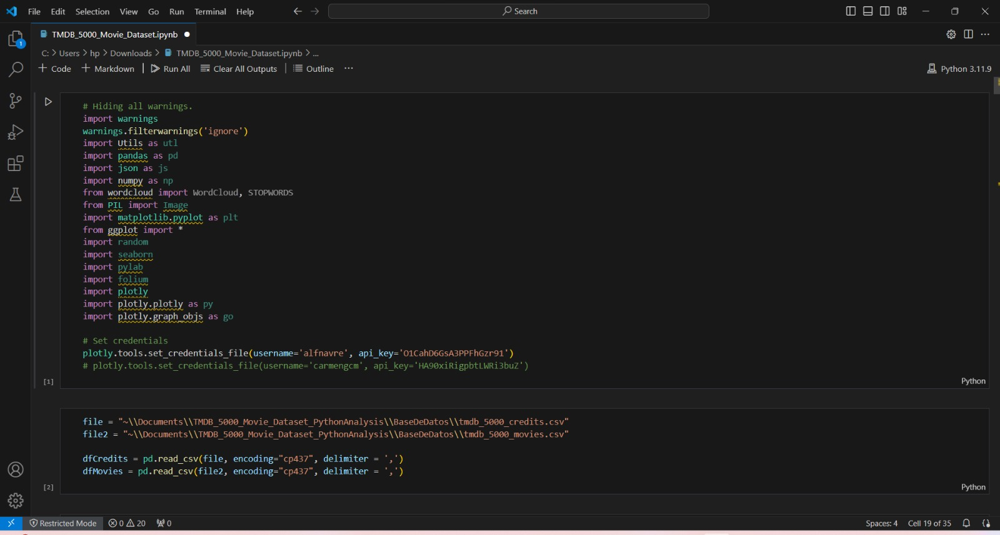 File Edit Selection View Go Run Terminal Help Search
TMDB_5000_Movie_Dataset.ipynb
1
C: > Users > hp > Downloads > TMDB_5000_Movie_Dataset.ipynb > ...
+ Code + Markdown | Run All Clear All Outputs | Outline ... Python 3.11.9
# Hiding all warnings.
import warnings
warnings.filterwarnings('ignore')
import Utils as utl
import pandas as pd
import json as js
import numpy as np
from wordcloud import WordCloud, STOPWORDS
from PIL import Image
import matplotlib.pyplot as plt
from ggplot import *
import random
import seaborn
import pylab
import folium
import plotly
import plotly.plotly as py
import plotly.graph_objs as go
# Set credentials
plotly.tools.set_credentials_file(username='alfnavre', api_key='O1CahD6GsA3PPFhGzr91')
# plotly.tools.set_credentials_file(username='carmengcm', api_key='HA90xiRigpbtLWRi3buZ')
[1] Python
file = "~\\Documents\\TMDB_5000_Movie_Dataset_PythonAnalysis\\BaseDeDatos\\tmdb_5000_credits.csv"
file2 = "~\\Documents\\TMDB_5000_Movie_Dataset_PythonAnalysis\\BaseDeDatos\\tmdb_5000_movies.csv"
dfCredits = pd.read_csv(file, encoding="cp437", delimiter = ',')
dfMovies = pd.read_csv(file2, encoding="cp437", delimiter = ',')
[2] Python
Restricted Mode 0 20 0 Spaces: 4 Cell 19 of 35